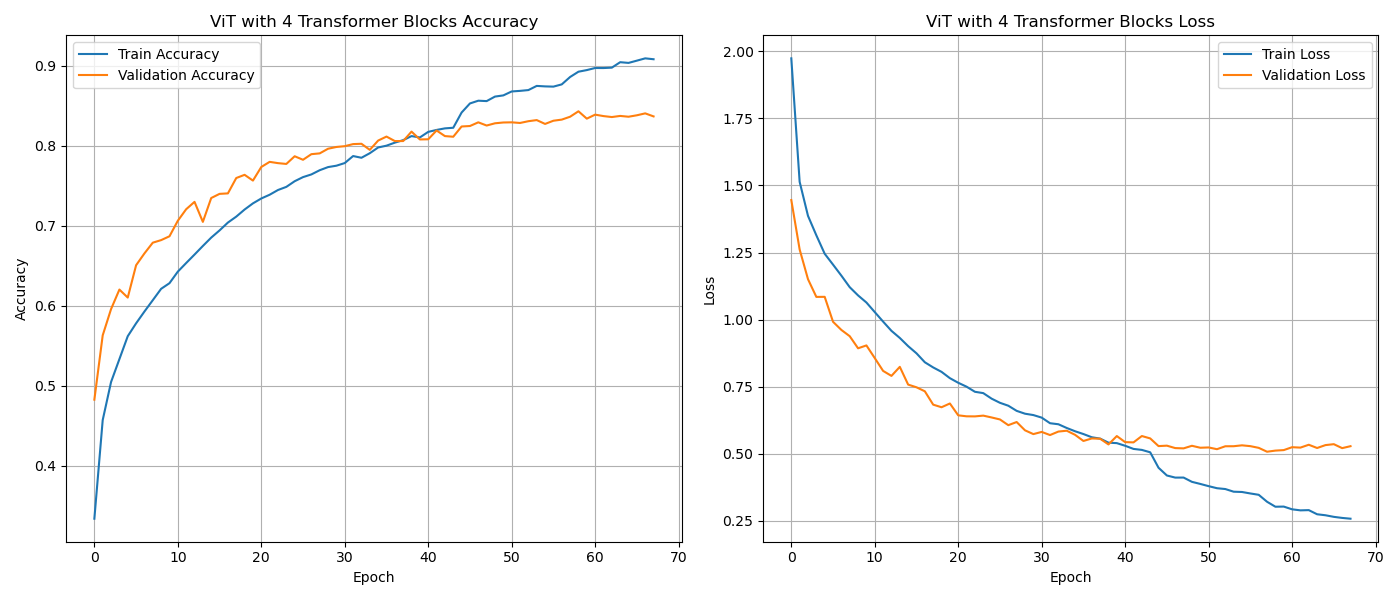 ViT with 4 Transformer Blocks Accuracy
Train Accuracy
Validation Accuracy
0.9
0.8
0.7
0.6
0.5
0.4
Accuracy
0 10 20 30 40 50 60 70
Epoch
ViT with 4 Transformer Blocks Loss
Train Loss
Validation Loss
2.00
1.75
1.50
1.25
1.00
0.75
0.50
0.25
Loss
0 10 20 30 40 50 60 70
Epoch